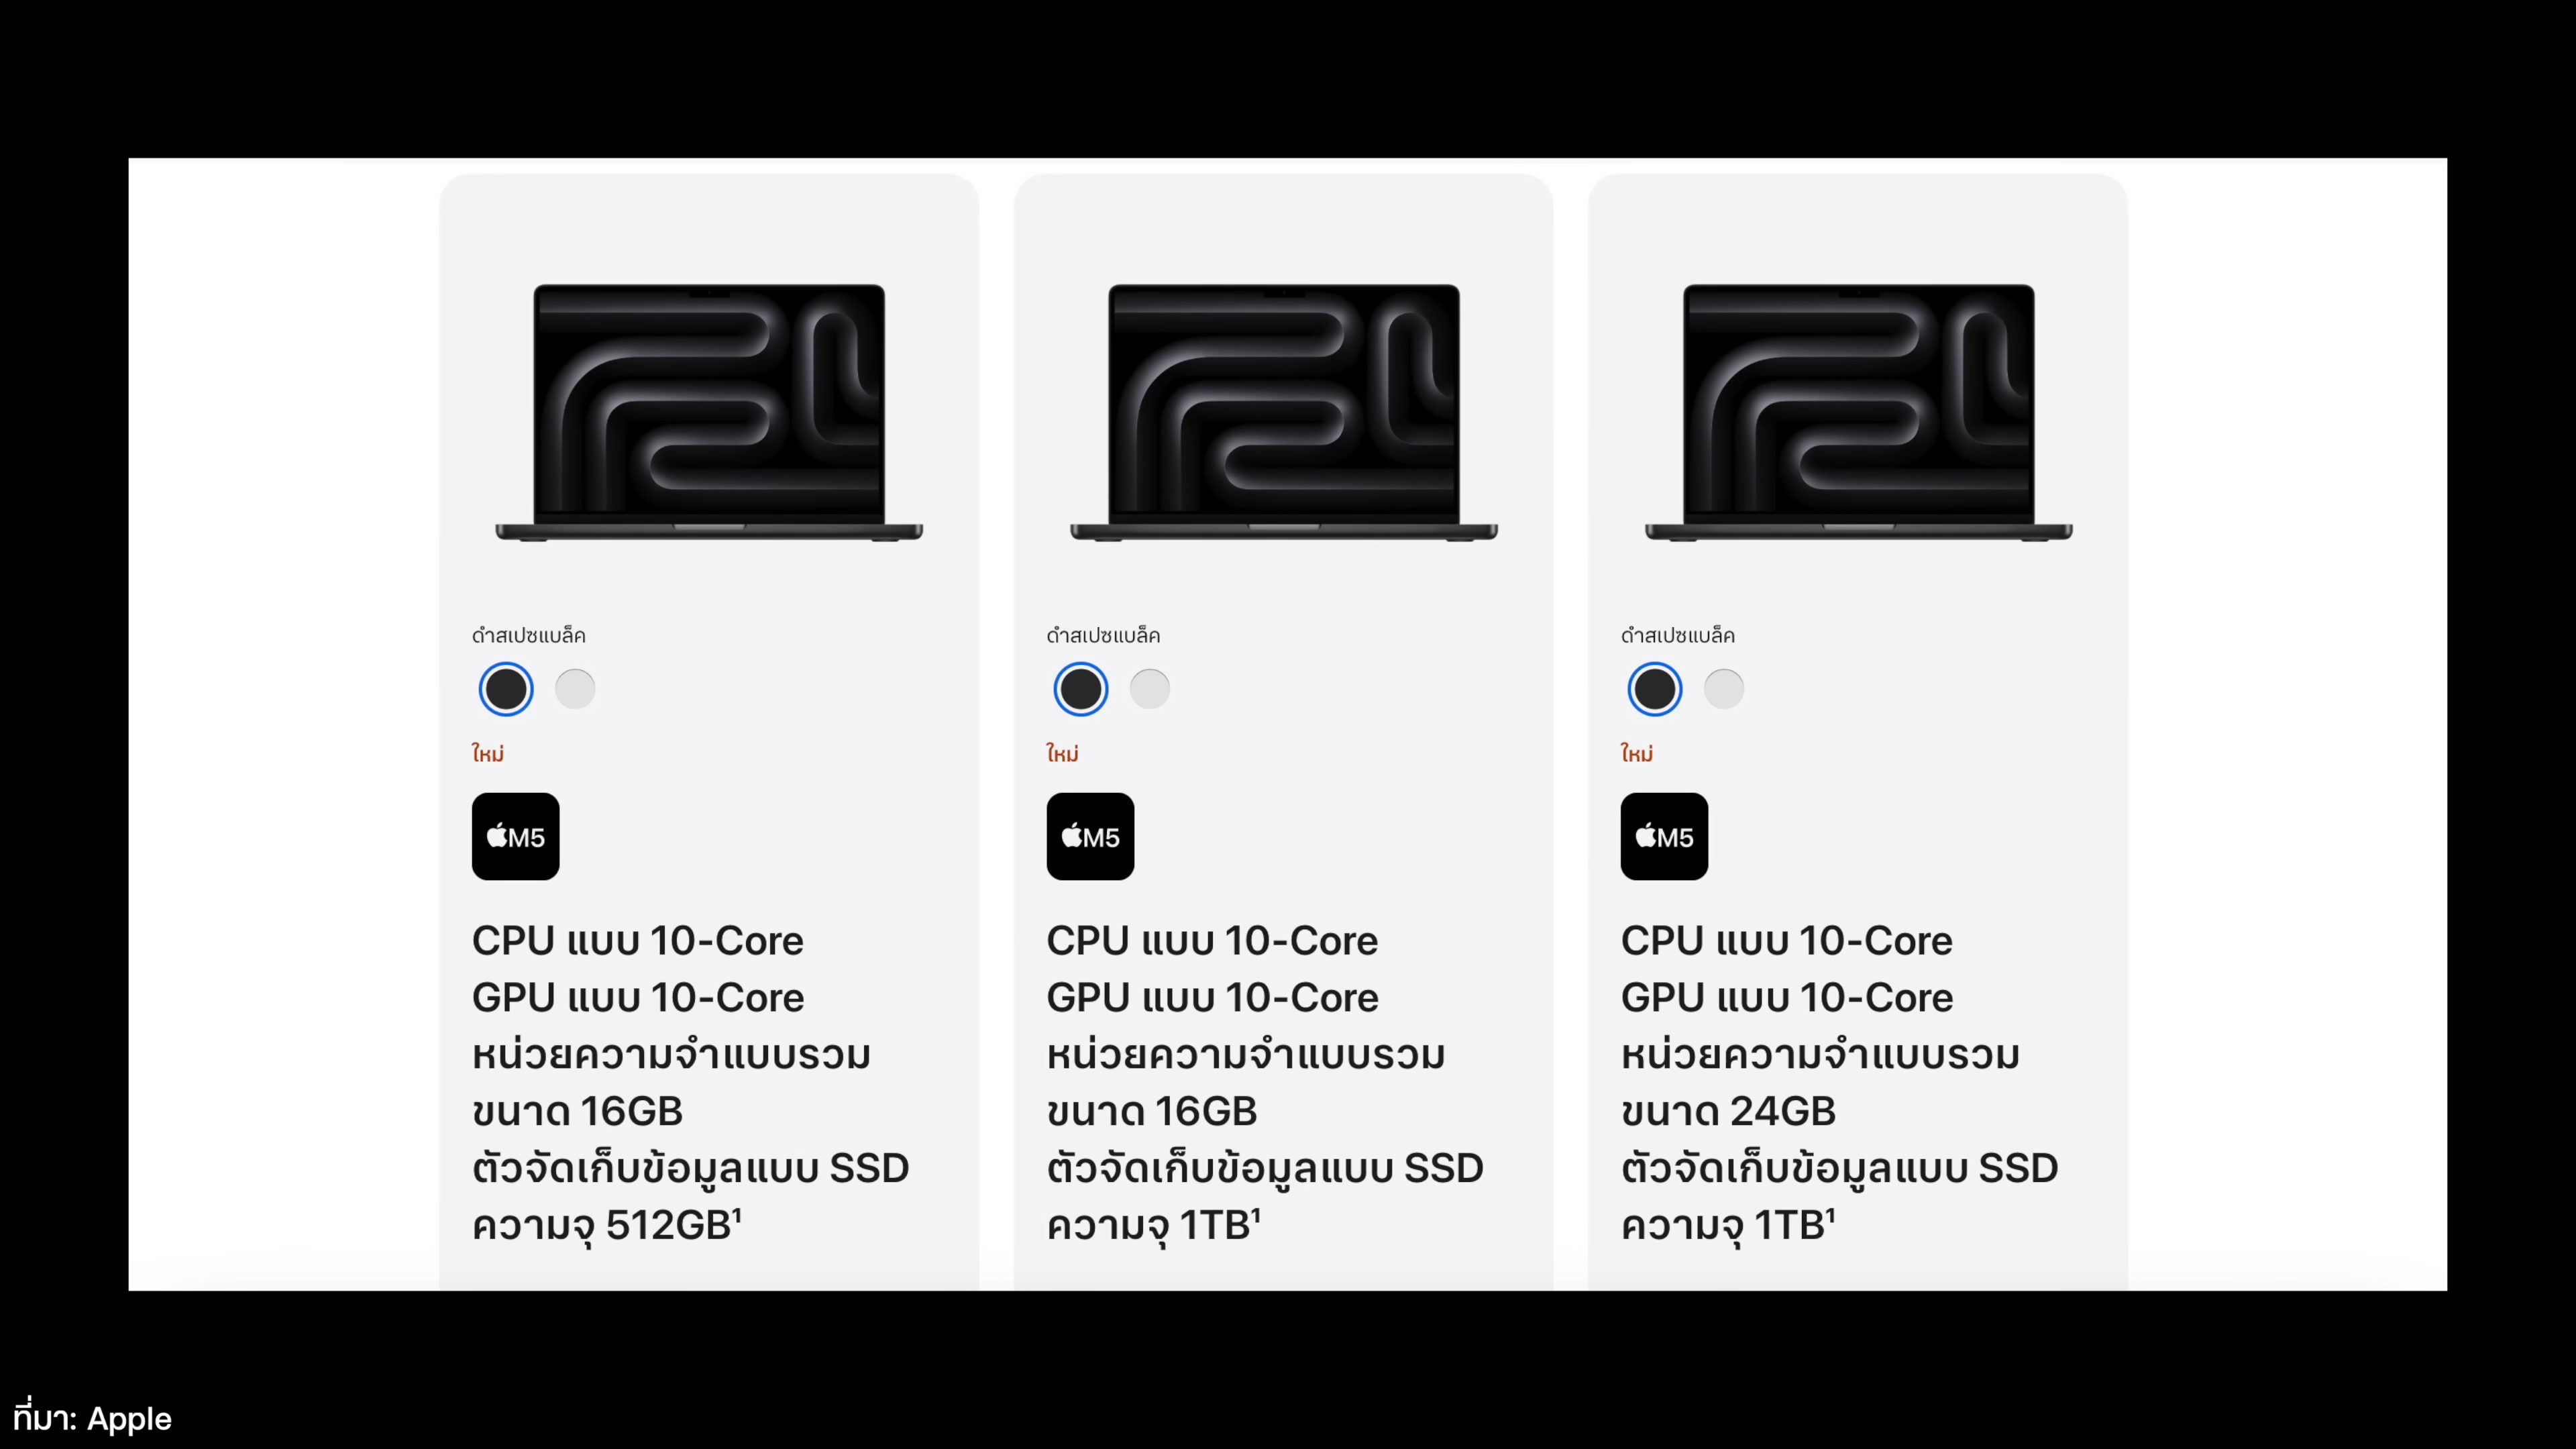 ดำสเปซแบล็ค
ใหม่
M5
CPU แบบ 10-Core
GPU แบบ 10-Core
หน่วยความจำแบบรวม
ขนาด 16GB
ตัวจัดเก็บข้อมูลแบบ SSD
ความจุ 512GB¹
ดำสเปซแบล็ค
ใหม่
M5
CPU แบบ 10-Core
GPU แบบ 10-Core
หน่วยความจำแบบรวม
ขนาด 16GB
ตัวจัดเก็บข้อมูลแบบ SSD
ความจุ 1TB¹
ดำสเปซแบล็ค
ใหม่
M5
CPU แบบ 10-Core
GPU แบบ 10-Core
หน่วยความจำแบบรวม
ขนาด 24GB
ตัวจัดเก็บข้อมูลแบบ SSD
ความจุ 1TB¹
ที่มา: Apple